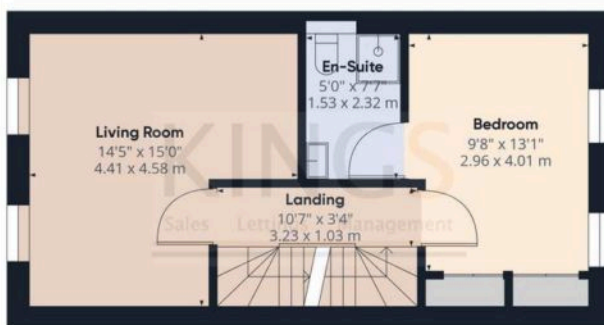 En-Suite
5'0" x 7'7"
1.53 x 2.32 m
Living Room
14'5" x 15'0"
4.41 x 4.58 m
Bedroom
9'8" x 13'1"
2.96 x 4.01 m
KINGS
Landing
10'7" x 3'4"
3.23 x 1.03 m
Sales Lettings Management